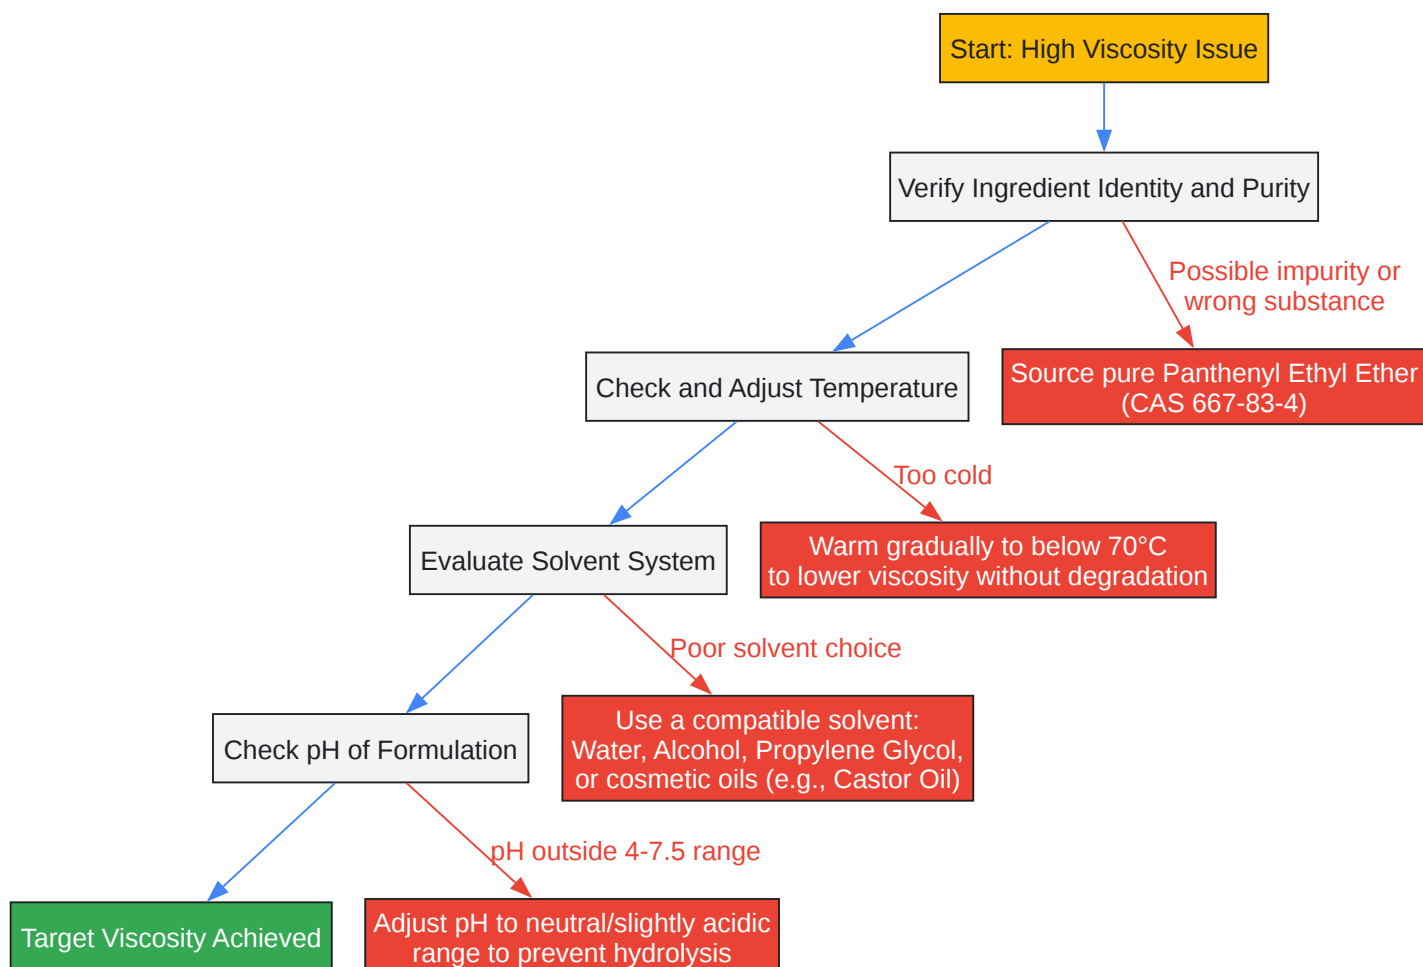 Start: High Viscosity Issue
Verify Ingredient Identity and Purity
Possible impurity or
wrong substance
Check and Adjust Temperature
Source pure Panthenyl Ethyl Ether
(CAS 667-83-4)
Too cold
Evaluate Solvent System
Warm gradually to below 70°C
to lower viscosity without degradation
Poor solvent choice
Check pH of Formulation
Use a compatible solvent:
Water, Alcohol, Propylene Glycol,
or cosmetic oils (e.g., Castor Oil)
pH outside 4-7.5 range
Target Viscosity Achieved
Adjust pH to neutral/slightly acidic
range to prevent hydrolysis